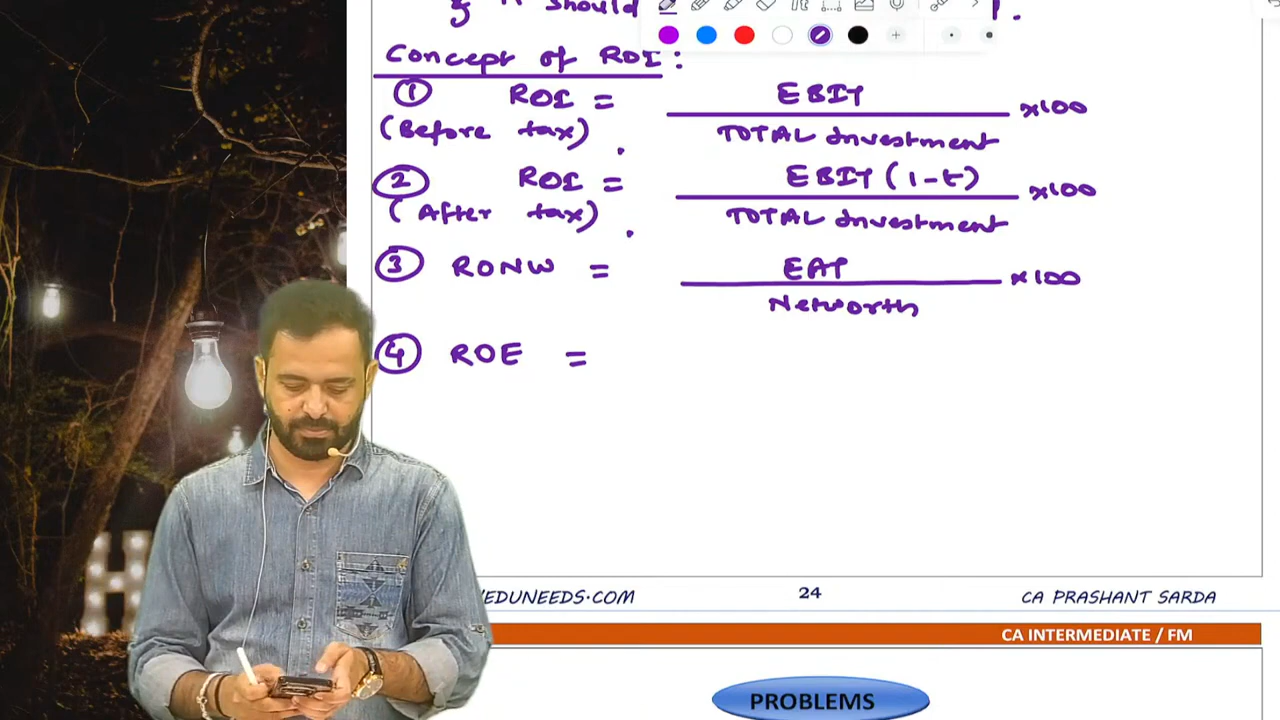 Should
Concept of ROI:
① ROI = EBIT / TOTAL Investment ×100
(Before tax).
② ROI = EBIT (1-t) / TOTAL Investment ×100
(After tax).
③ RONW = EAT / Networth ×100
④ ROE =
EDUNEEDS.COM 24 CA PRASHANT SARDA
CA INTERMEDIATE / FM
PROBLEMS